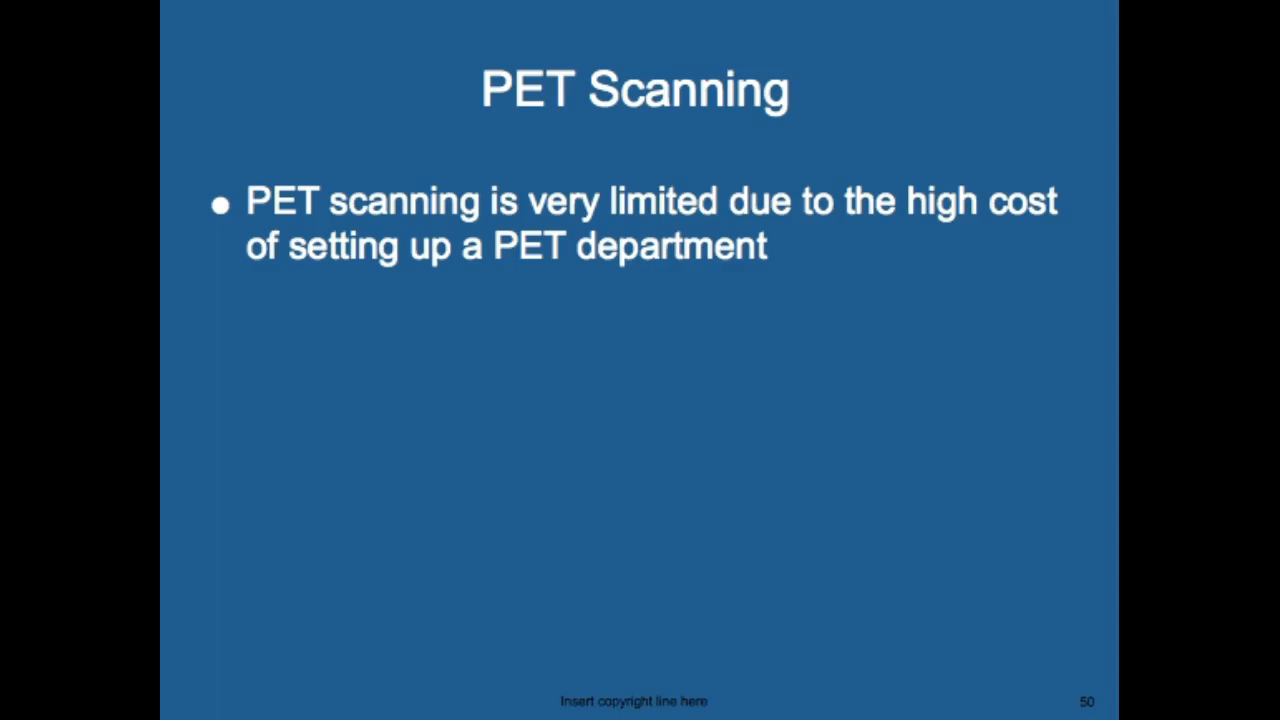 PET Scanning
● PET scanning is very limited due to the high cost
of setting up a PET department
Insert copyright line here
50